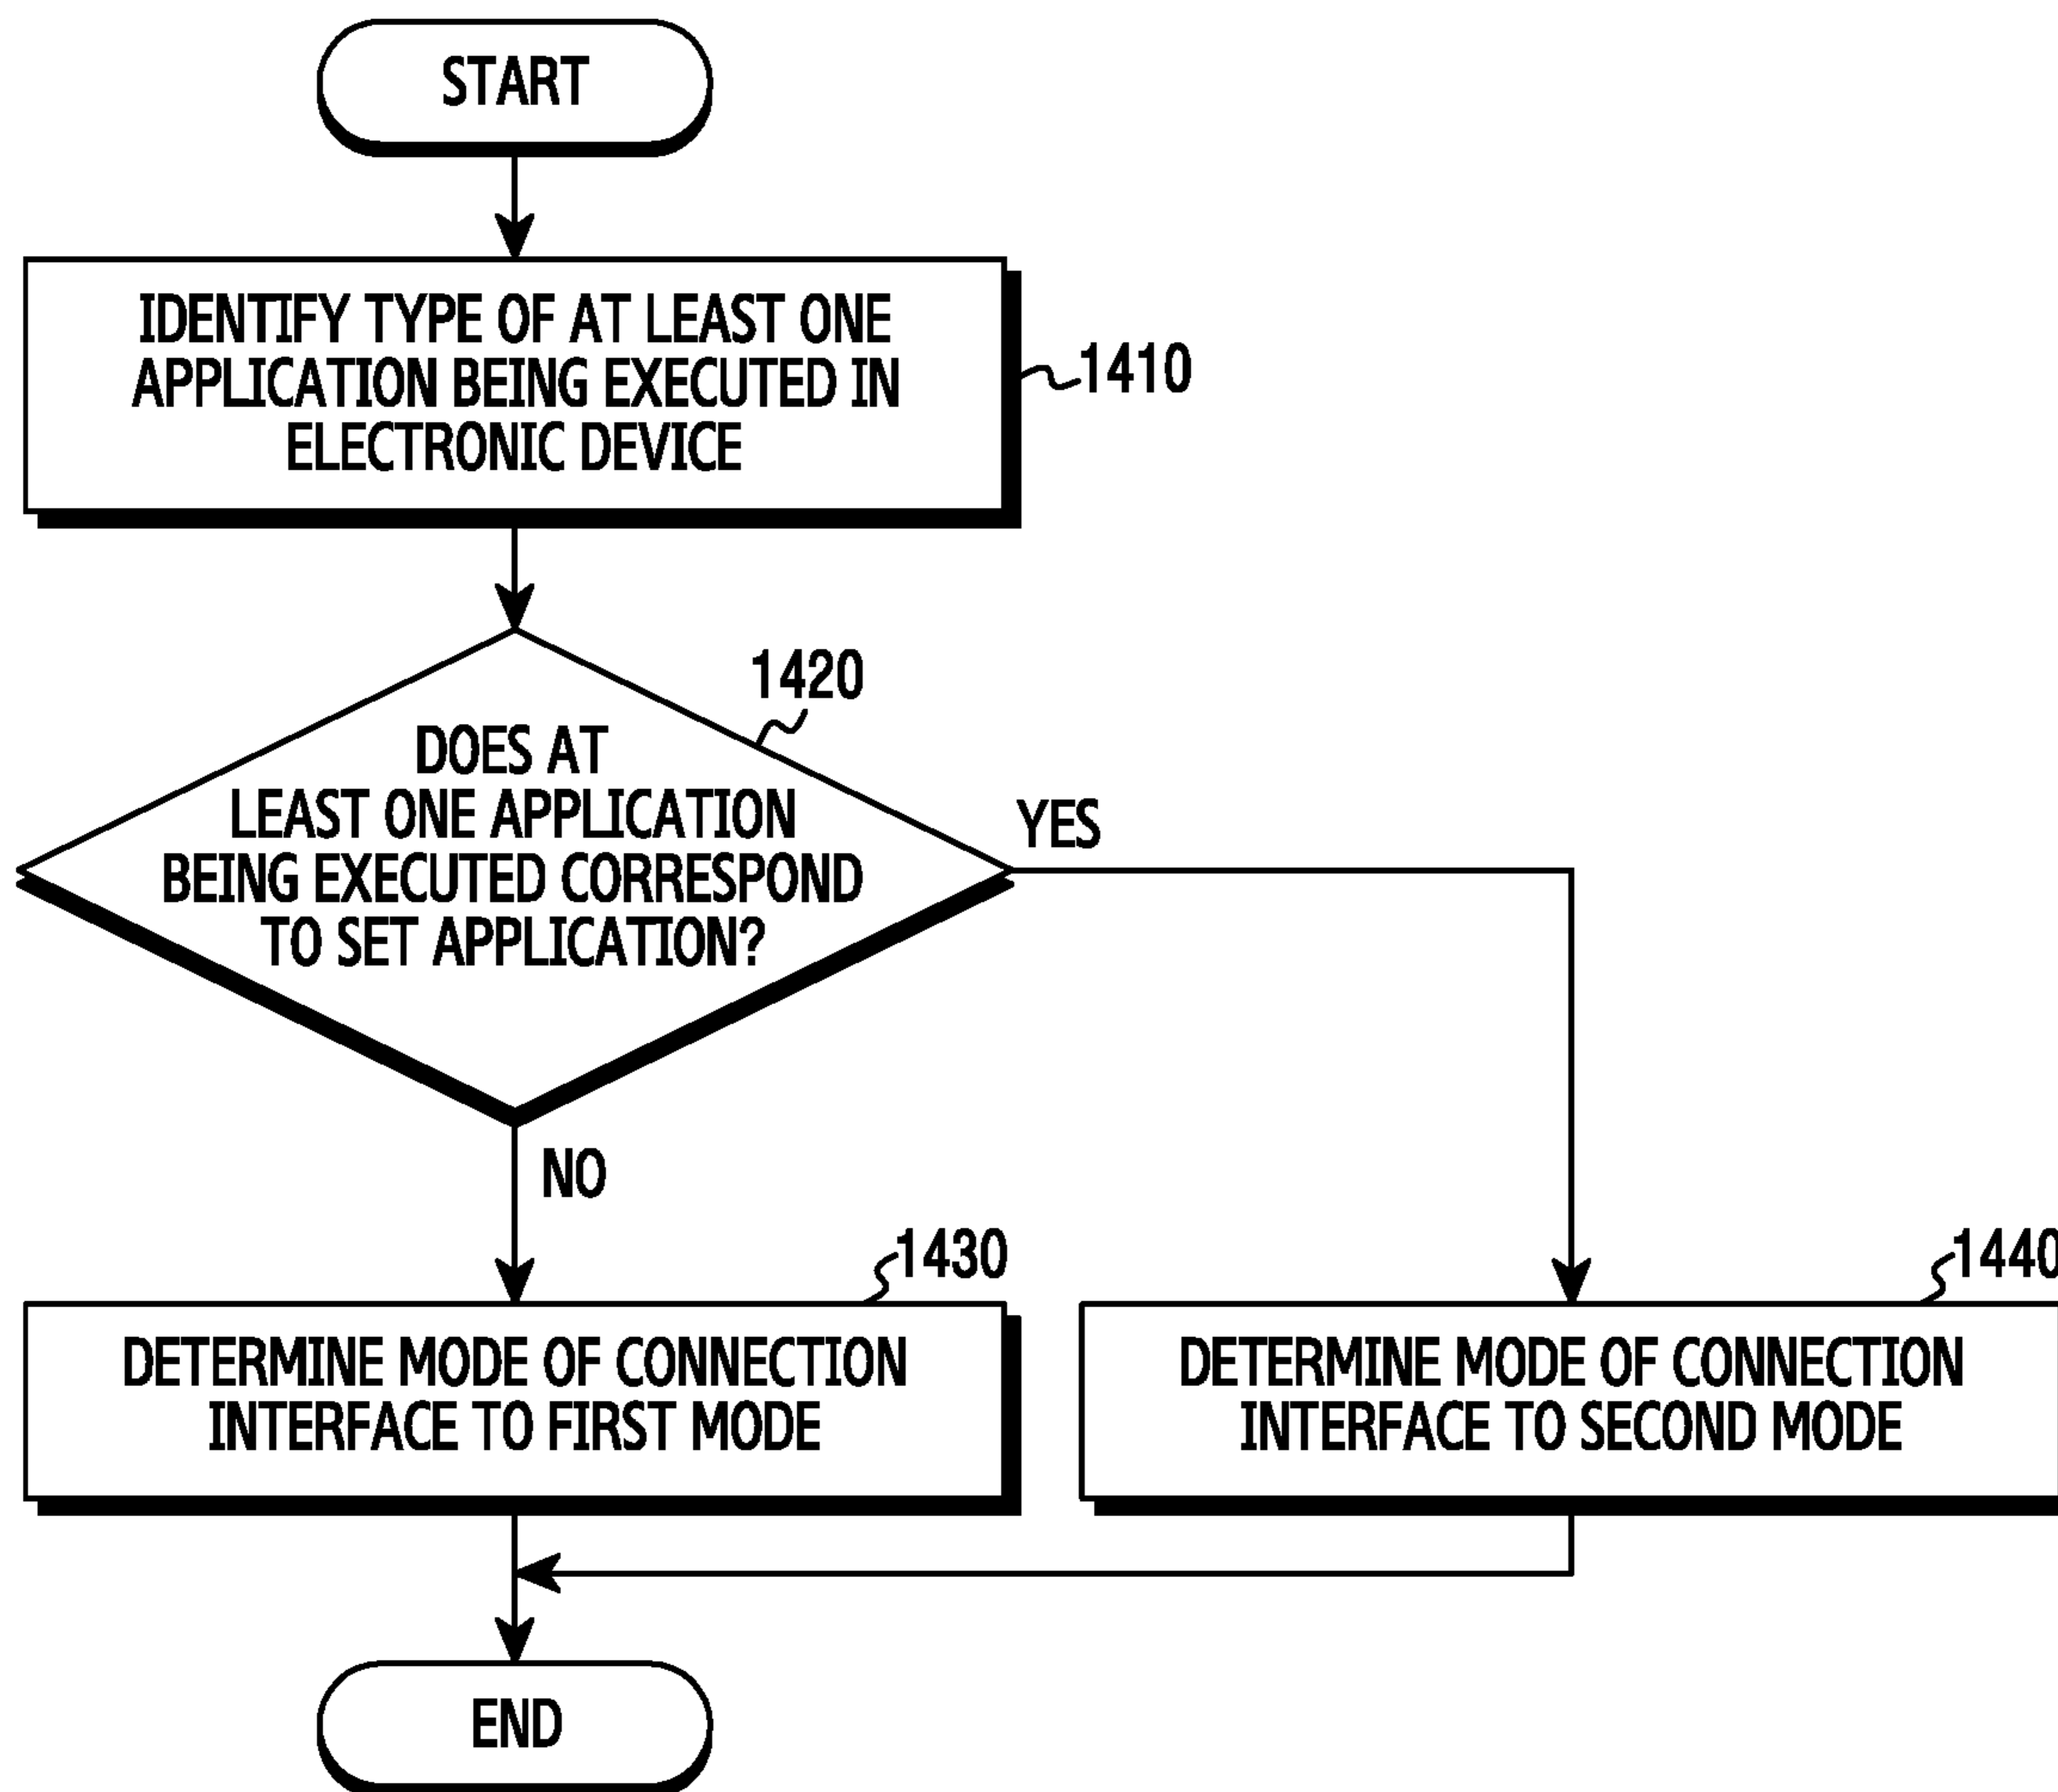 START
IDENTIFY TYPE OF AT LEAST ONE
APPLICATION BEING EXECUTED IN
ELECTRONIC DEVICE
1410
1420
DOES AT
LEAST ONE APPLICATION
BEING EXECUTED CORRESPOND
TO SET APPLICATION?
YES
NO
1430
DETERMINE MODE OF CONNECTION
INTERFACE TO FIRST MODE
1440
DETERMINE MODE OF CONNECTION
INTERFACE TO SECOND MODE
END